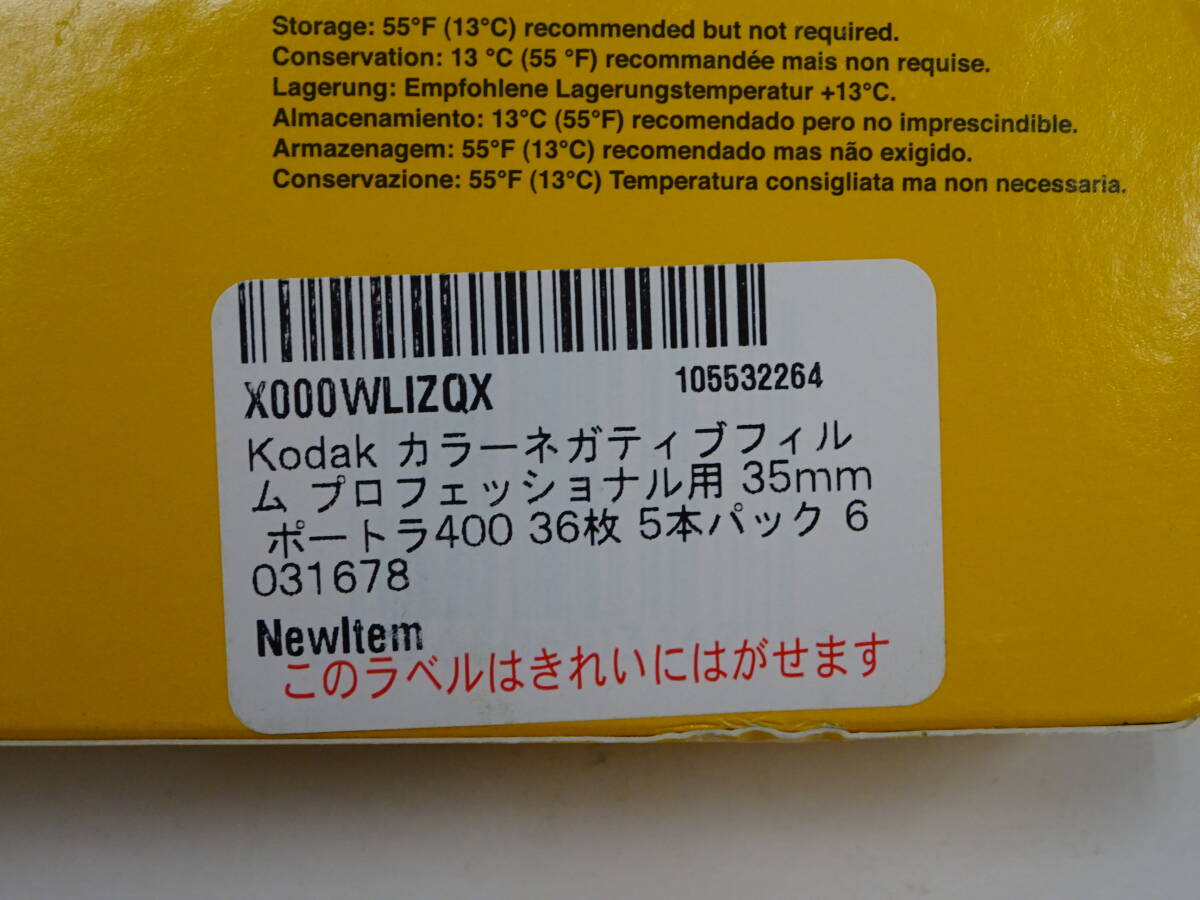 Storage: 55°F (13°C) recommended but not required.
Conservation: 13 °C (55 °F) recommandée mais non requise.
Lagerung: Empfohlene Lagerungstemperatur +13°C.
Almacenamiento: 13°C (55°F) recomendado pero no imprescindible.
Armazenagem: 55°F (13°C) recomendado mas não exigido.
Conservazione: 55°F (13°C) Temperatura consigliata ma non necessaria.
X000WLIZQX 105532264
Kodak カラーネガティブフィル
ム プロフェッショナル用 35mm
ポートラ400 36枚 5本パック 6
031678
NewItem
このラベルはきれいにはがせます